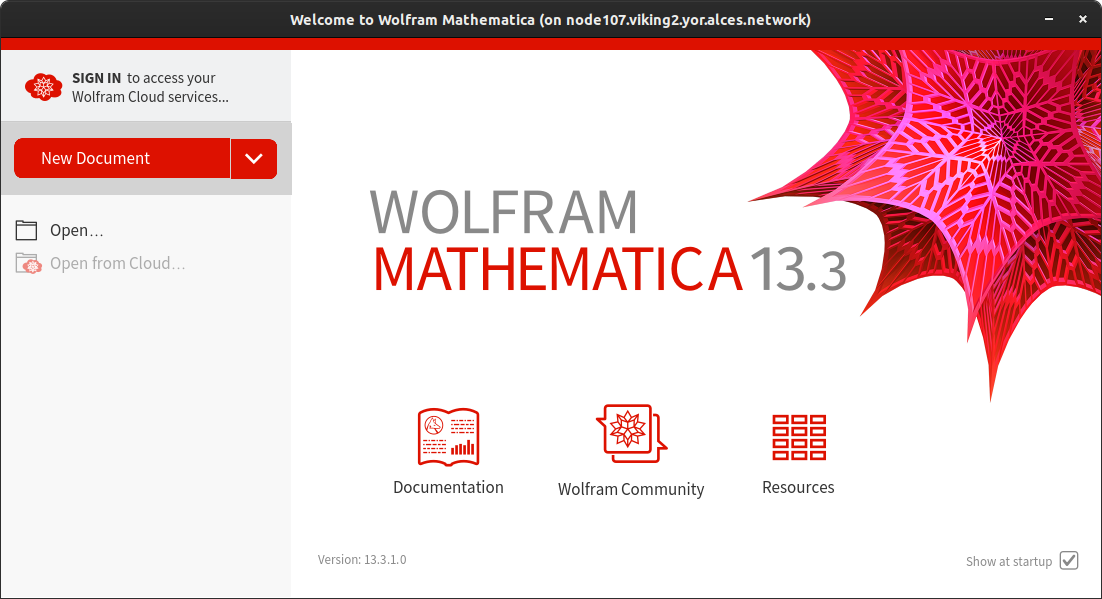 Welcome to Wolfram Mathematica (on node107.viking2.yor.alces.network)
SIGN IN to access your
Wolfram Cloud services...
New Document
Open...
Open from Cloud...
WOLFRAM
MATHEMATICA 13.3
Documentation
Wolfram Community
Resources
Version: 13.3.1.0
Show at startup